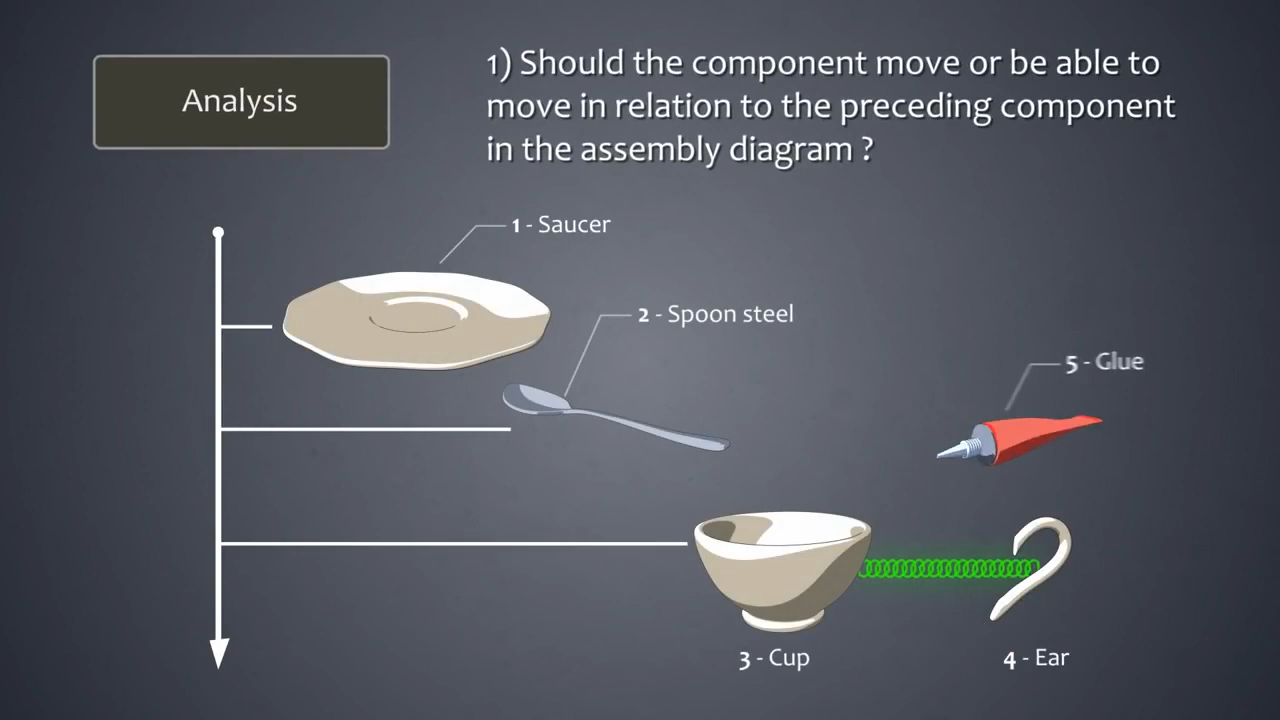 Analysis
1) Should the component move or be able to
move in relation to the preceding component
in the assembly diagram ?
1 - Saucer
2 - Spoon steel
5 - Glue
3 - Cup
4 - Ear